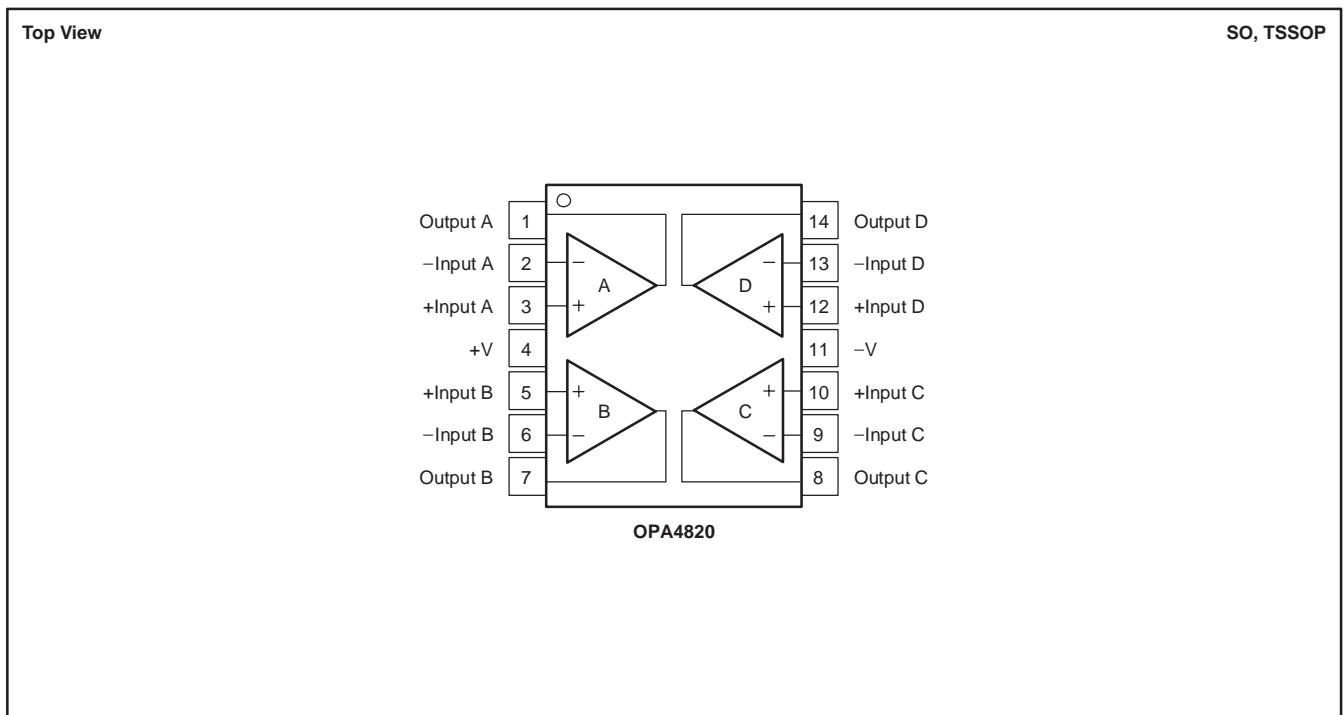 Top View
SO, TSSOP
Output A 1
−Input A 2
+Input A 3
+V 4
+Input B 5
−Input B 6
Output B 7
− A +
+ B −
− D +
+ C −
14 Output D
13 −Input D
12 +Input D
11 −V
10 +Input C
9 −Input C
8 Output C
OPA4820